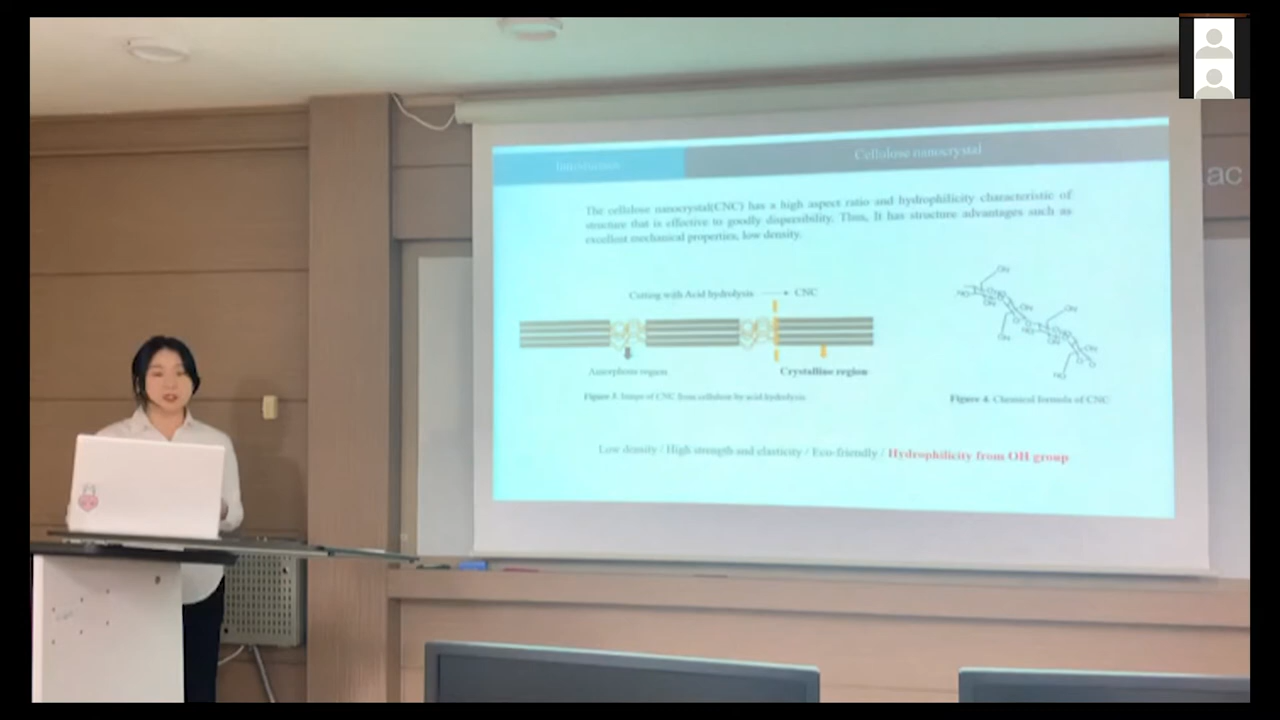 Introduction
Cellulose nanocrystal
The cellulose nanocrystal(CNC) has a high aspect ratio and hydrophilicity characteristic of
structure that is effective to goodly dispersibility. Thus, It has structure advantages such as
excellent mechanical properties, low density.
Cutting with Acid hydrolysis
CNC
Amorphous region
Crystalline region
Figure 3. Image of CNC from cellulose by acid hydrolysis
Figure 4. Chemical formula of CNC
Low density / High strength and elasticity / Eco-friendly / Hydrophilicity from OH group
ac